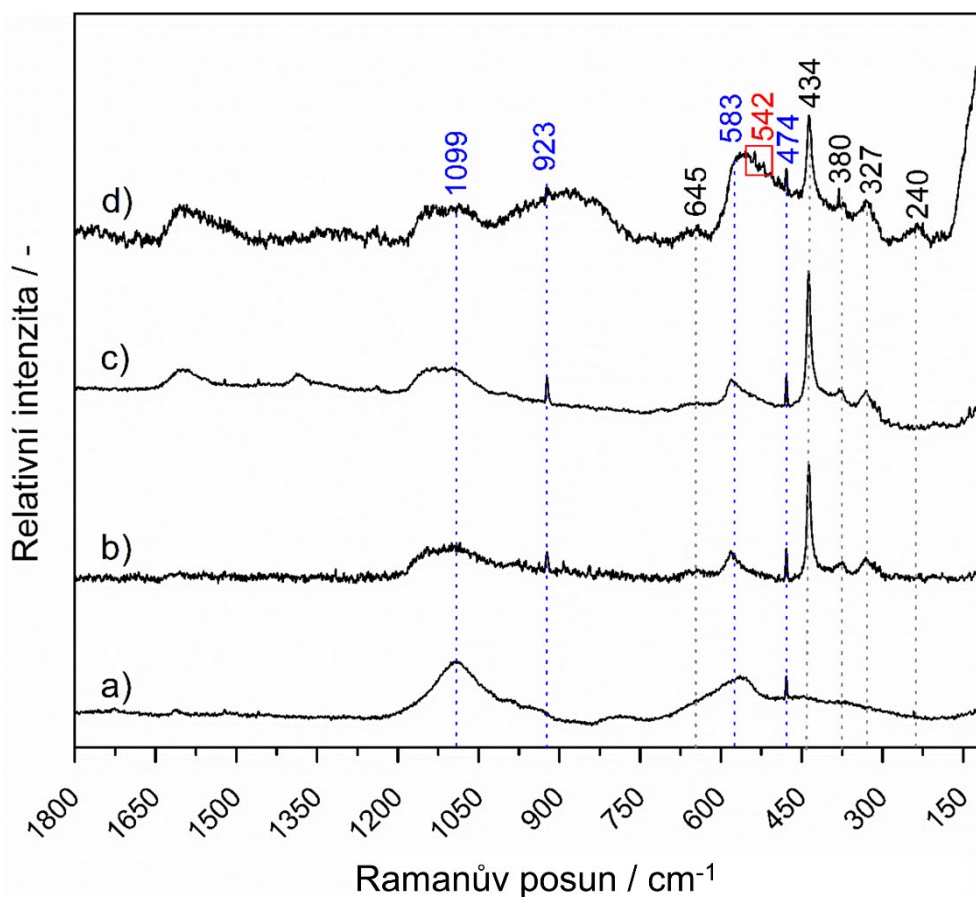 1099
923
645
583
542
474
434
380
327
240
d)
c)
b)
a)
Relativní intenzita / -
1800 1650 1500 1350 1200 1050 900 750 600 450 300 150
Ramanův posun / cm⁻¹